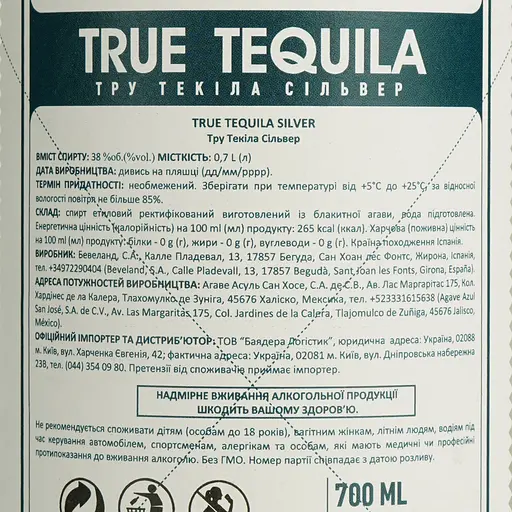 TRUE TEQUILA
ТРУ ТЕКІЛА СІЛЬВЕР
TRUE TEQUILA SILVER
Тру Текіла Сільвер
ВМІСТ СПИРТУ: 38 %об.(%vol.) МІСТКІСТЬ: 0,7 L (л)
ДАТА ВИРОБНИЦТВА: дивись на пляшці (дд/мм/рррр).
ТЕРМІН ПРИДАТНОСТІ: необмежений. Зберігати при температурі від +5°С до +25°С, за відносної
вологості повітря не більше 85%.
СКЛАД: спирт етиловий ректифікований виготовлений із блакитної агави, вода підготовлена.
Енергетична цінність (калорійність) на 100 ml (мл) продукту: 265 kcal (ккал). Харчова (поживна) цінність
на 100 ml (мл) продукту: білки - 0 g (г), жири - 0 g (г), вуглеводи - 0 g (г). Країна походження Іспанія.
ВИРОБНИК: Бевеланд, С.А., Калле Пладевал, 13, 17857 Бегуда, Сан Хоан лес Фонтс, Жирона, Іспанія,
тел. +34972290404 (Beveland, S.A., Calle Pladevall, 13, 17857 Begudà, Sant Joan les Fonts, Girona, España).
АДРЕСА ПОТУЖНОСТЕЙ ВИРОБНИЦТВА: Агаве Асуль Сан Хосе, С.А. де С.В., Ав. Лас Маргарітас 175, Кол.
Хардінес де ла Калера, Тлахомулко де Зуніга, 45676 Халіско, Мексика, тел. +523331615638 (Agave Azul
San José, S.A. de C.V., Av. Las Margaritas 175, Col. Jardines de la Calera, Tlajomulco de Zuñiga, 45676 Jalisco,
México).
ОФІЦІЙНИЙ ІМПОРТЕР ТА ДИСТРИБ'ЮТОР: ТОВ "Баядера Логістик", юридична адреса: Україна, 02088
м. Київ, вул. Харченка Євгенія, 42; фактична адреса: Україна, 02081 м. Київ, вул. Дніпровська набережна
23В, тел. (044) 354 09 80. Претензії від споживачів приймає імпортер.
НАДМІРНЕ ВЖИВАННЯ АЛКОГОЛЬНОЇ ПРОДУКЦІЇ
ШКОДИТЬ ВАШОМУ ЗДОРОВ'Ю.
Не рекомендується споживати дітям (особам до 18 років), вагітним жінкам, літнім людям, водіям під
час керування автомобілем, спортсменам, алергікам та особам, які мають медичні чи професійні
протипоказання до вживання алкоголю. Без ГМО. Номер партії співпадає з датою розливу.
700 ML